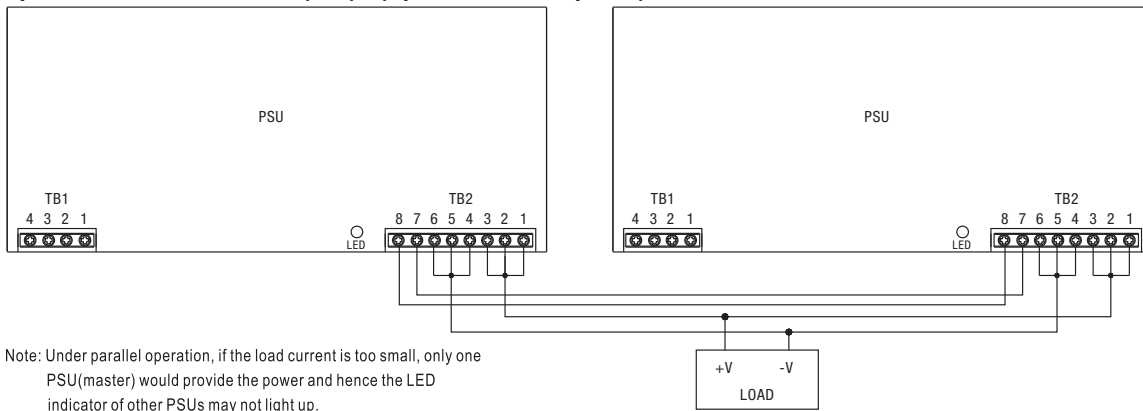 PSU
PSU
TB1
4 3 2 1
LED
TB2
8 7 6 5 4 3 2 1
TB1
4 3 2 1
LED
TB2
8 7 6 5 4 3 2 1
+V -V
LOAD
Note: Under parallel operation, if the load current is too small, only one
PSU(master) would provide the power and hence the LED
indicator of other PSUs may not light up.